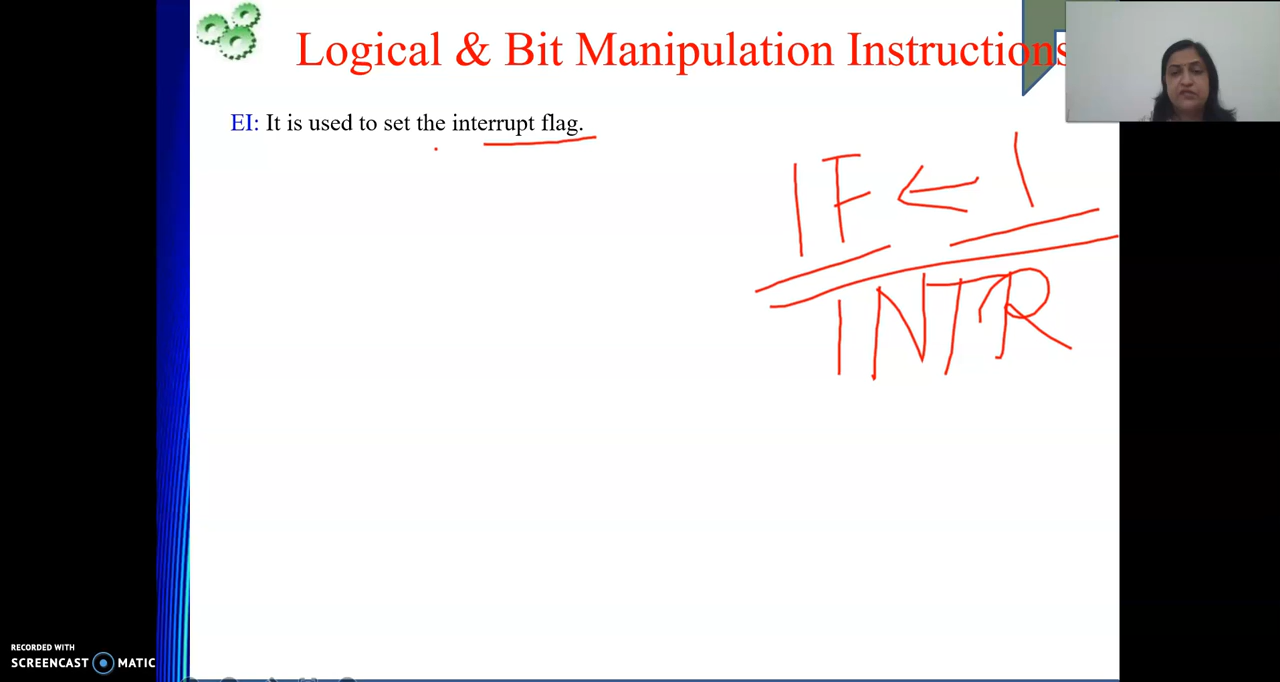 Logical & Bit Manipulation Instructions
EI: It is used to set the interrupt flag.
IF ← 1
INTR
RECORDED WITH
SCREENCAST MATIC